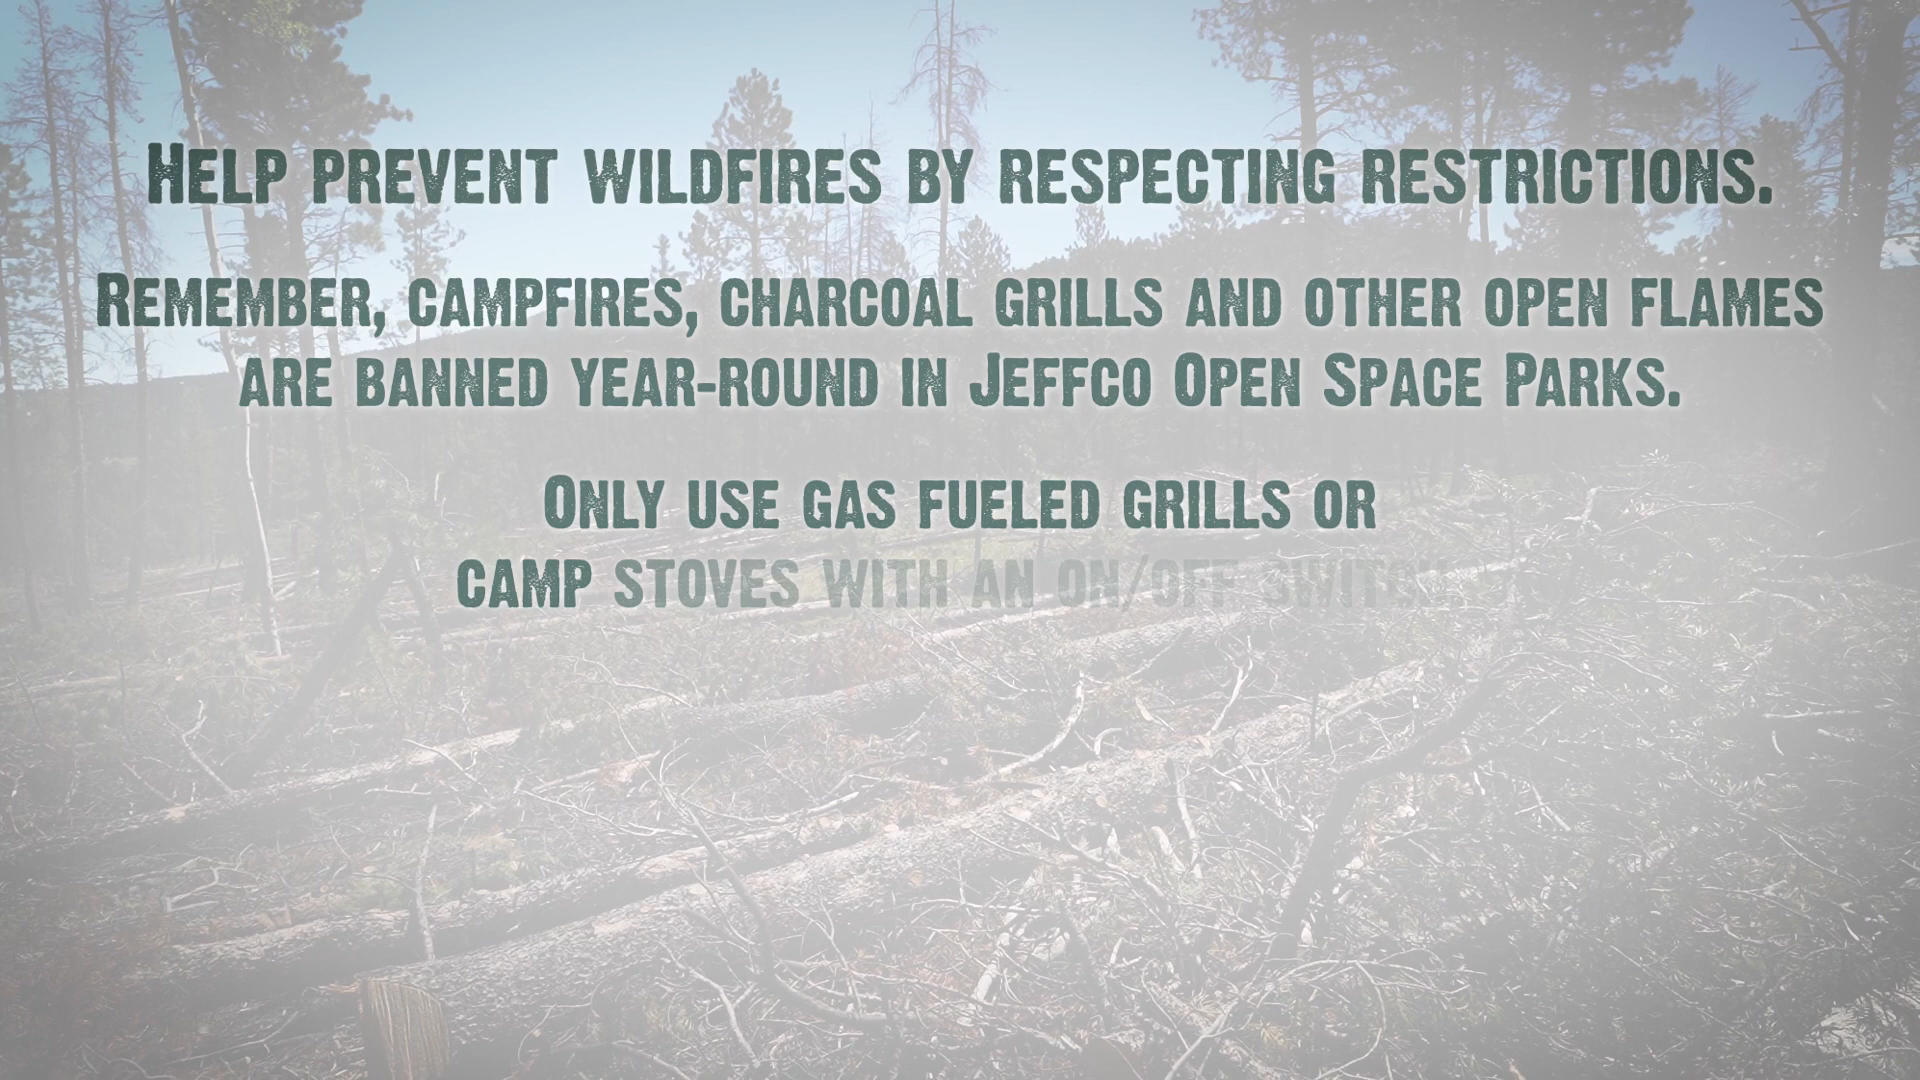 Help prevent wildfires by respecting restrictions.
Remember, campfires, charcoal grills and other open flames
are banned year-round in Jeffco Open Space Parks.
Only use gas fueled grills or
camp stoves with an on/off switch